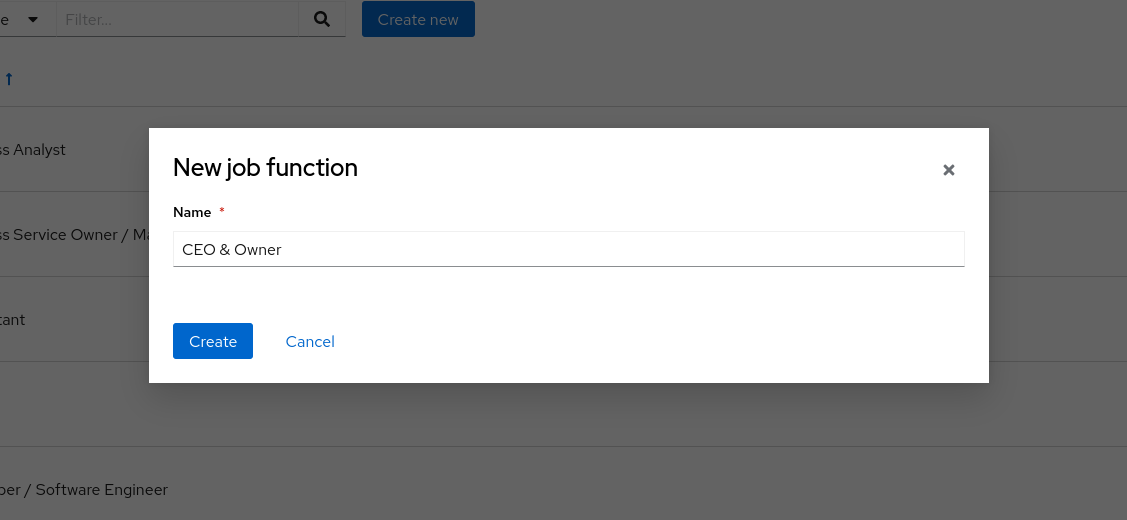 e Filter... Create new
ss Analyst
New job function
Name *
ss Service Owner / Ma
CEO & Owner
tant
Create Cancel
per / Software Engineer